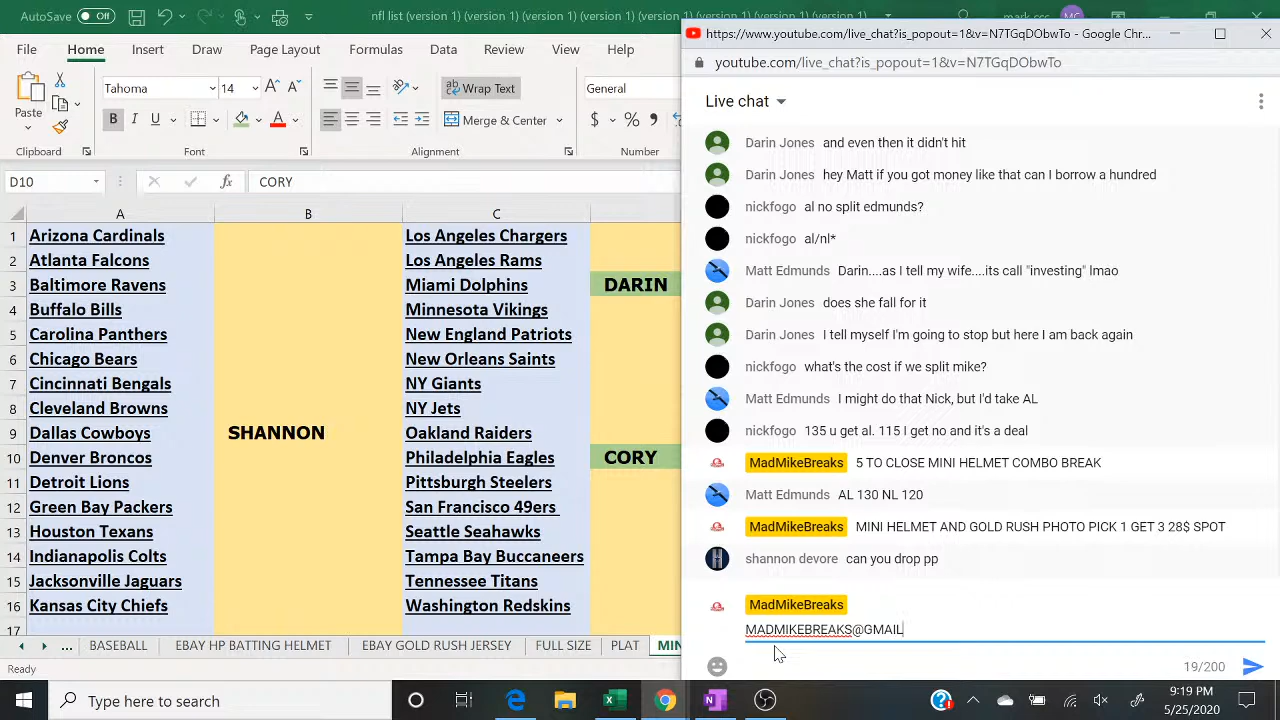 AutoSave Off nfl list (version 1) (version 1) (version 1) (version 1) (
https://www.youtube.com/live_chat?is_popout=1&v=N7TGqDObwTo - Google Chr...
youtube.com/live_chat?is_popout=1&v=N7TGqDObwTo
File Home Insert Draw Page Layout Formulas Data Review View Help
Paste
Tahoma 14
Wrap Text
General
B I U
Merge & Center
$ %
Clipboard Font Alignment Number
D10 fx CORY
A B C
1 Arizona Cardinals Los Angeles Chargers
2 Atlanta Falcons Los Angeles Rams
3 Baltimore Ravens Miami Dolphins DARIN
4 Buffalo Bills Minnesota Vikings
5 Carolina Panthers New England Patriots
6 Chicago Bears New Orleans Saints
7 Cincinnati Bengals NY Giants
8 Cleveland Browns NY Jets
9 Dallas Cowboys SHANNON Oakland Raiders
10 Denver Broncos Philadelphia Eagles CORY
11 Detroit Lions Pittsburgh Steelers
12 Green Bay Packers San Francisco 49ers
13 Houston Texans Seattle Seahawks
14 Indianapolis Colts Tampa Bay Buccaneers
15 Jacksonville Jaguars Tennessee Titans
16 Kansas City Chiefs Washington Redskins
17
... BASEB EBAY HP BATTING HELMET EBAY GOLD RUSH JERSEY FULL SIZE PLAT MIN
Ready
Live chat
Darin Jones and even then it didn't hit
Darin Jones hey Matt if you got money like that can I borrow a hundred
nickfogo al no split edmunds?
nickfogo al/nl*
Matt Edmunds Darin....as I tell my wife....its call "investing" lmao
Darin Jones does she fall for it
Darin Jones I tell myself I'm going to stop but here I am back again
nickfogo what's the cost if we split mike?
Matt Edmunds I might do that Nick, but I'd take AL
nickfogo 135 u get al. 115 I get no and it's a deal
MadMikeBreaks 5 TO CLOSE MINI HELMET COMBO BREAK
Matt Edmunds AL 130 NL 120
MadMikeBreaks MINI HELMET AND GOLD RUSH PHOTO PICK 1 GET 3 28$ SPOT
shannon devore can you drop pp
MadMikeBreaks
MADMIKEBREAKS@GMAIL
19/200
Type here to search
9:19 PM
5/25/2020